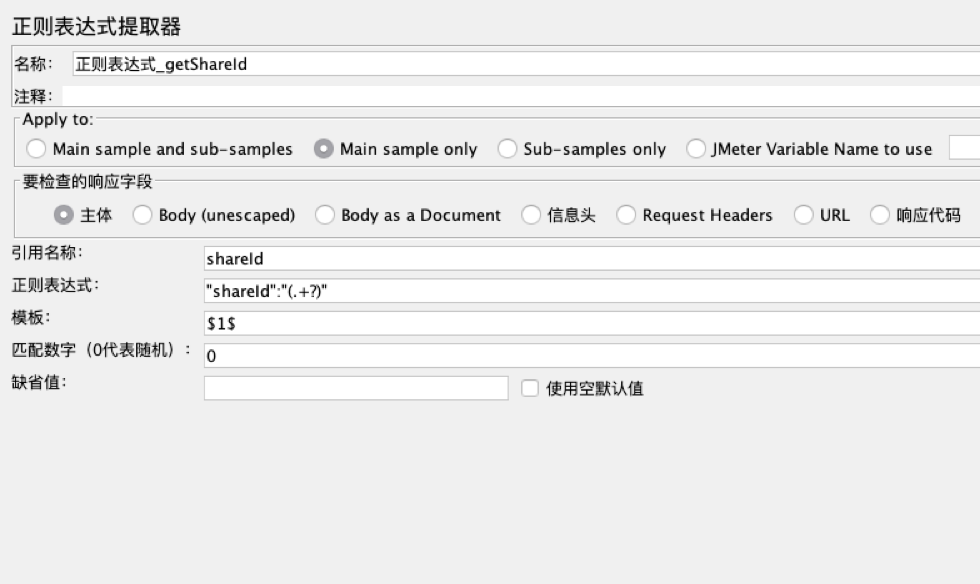 正则表达式提取器
名称： 正则表达式_getShareId
注释：
Apply to:
Main sample and sub-samples Main sample only Sub-samples only JMeter Variable Name to use
要检查的响应字段
主体 Body (unescaped) Body as a Document 信息头 Request Headers URL 响应代码
引用名称： shareId
正则表达式： "shareId":"(.+?)"
模板： $1$
匹配数字（0代表随机）： 0
缺省值： 使用空默认值